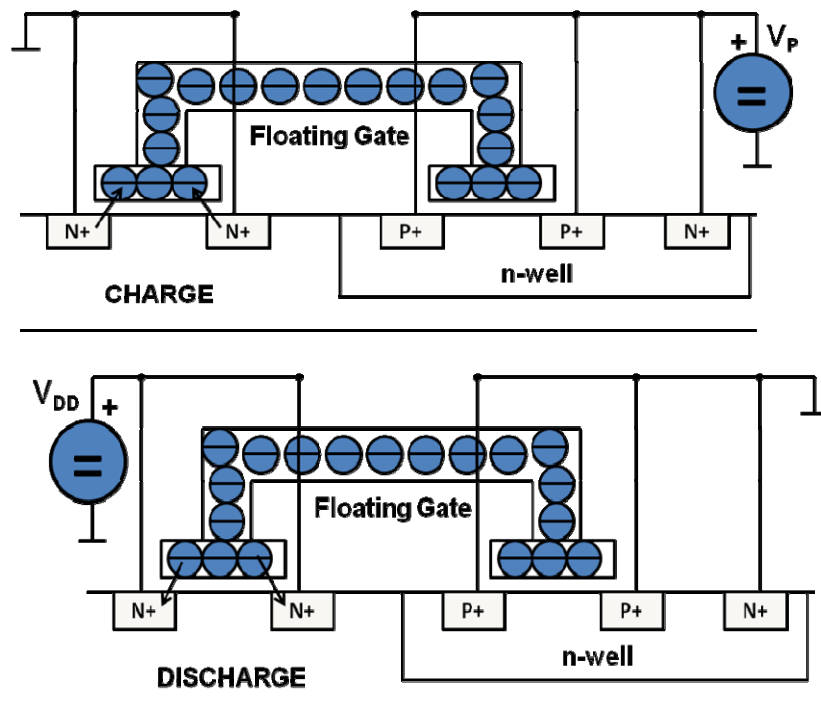 + V_P
=
Floating Gate
N+ N+ P+ P+ N+
n-well
CHARGE
V_DD +
=
Floating Gate
N+ N+ P+ P+ N+
n-well
DISCHARGE